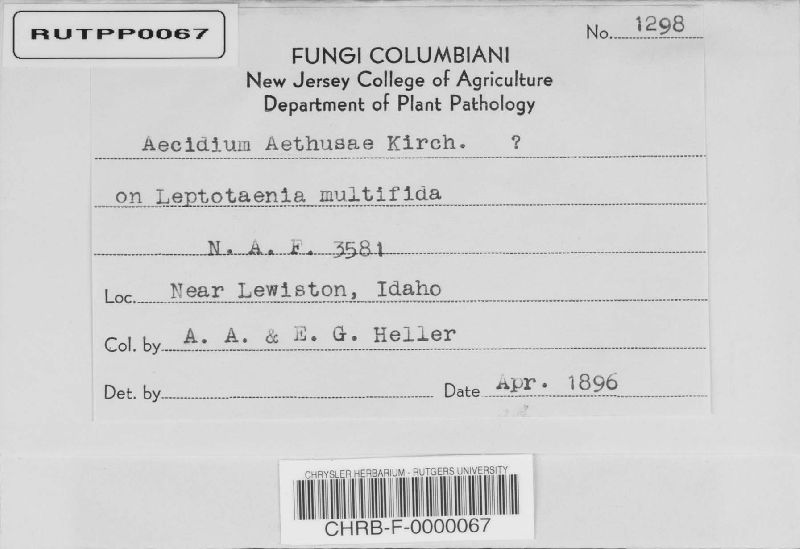 RUTPP0067
No. 1298
FUNGI COLUMBIANI
New Jersey College of Agriculture
Department of Plant Pathology
Aecidium Aethusae Kirch. ?
on Leptotaenia multifida
N. A. F. 3581
Loc. Near Lewiston, Idaho
Col. by A. A. & E. G. Heller
Det. by
Date Apr. 1896
CHRYSLER HERBARIUM - RUTGERS UNIVERSITY
CHRB-F-0000067